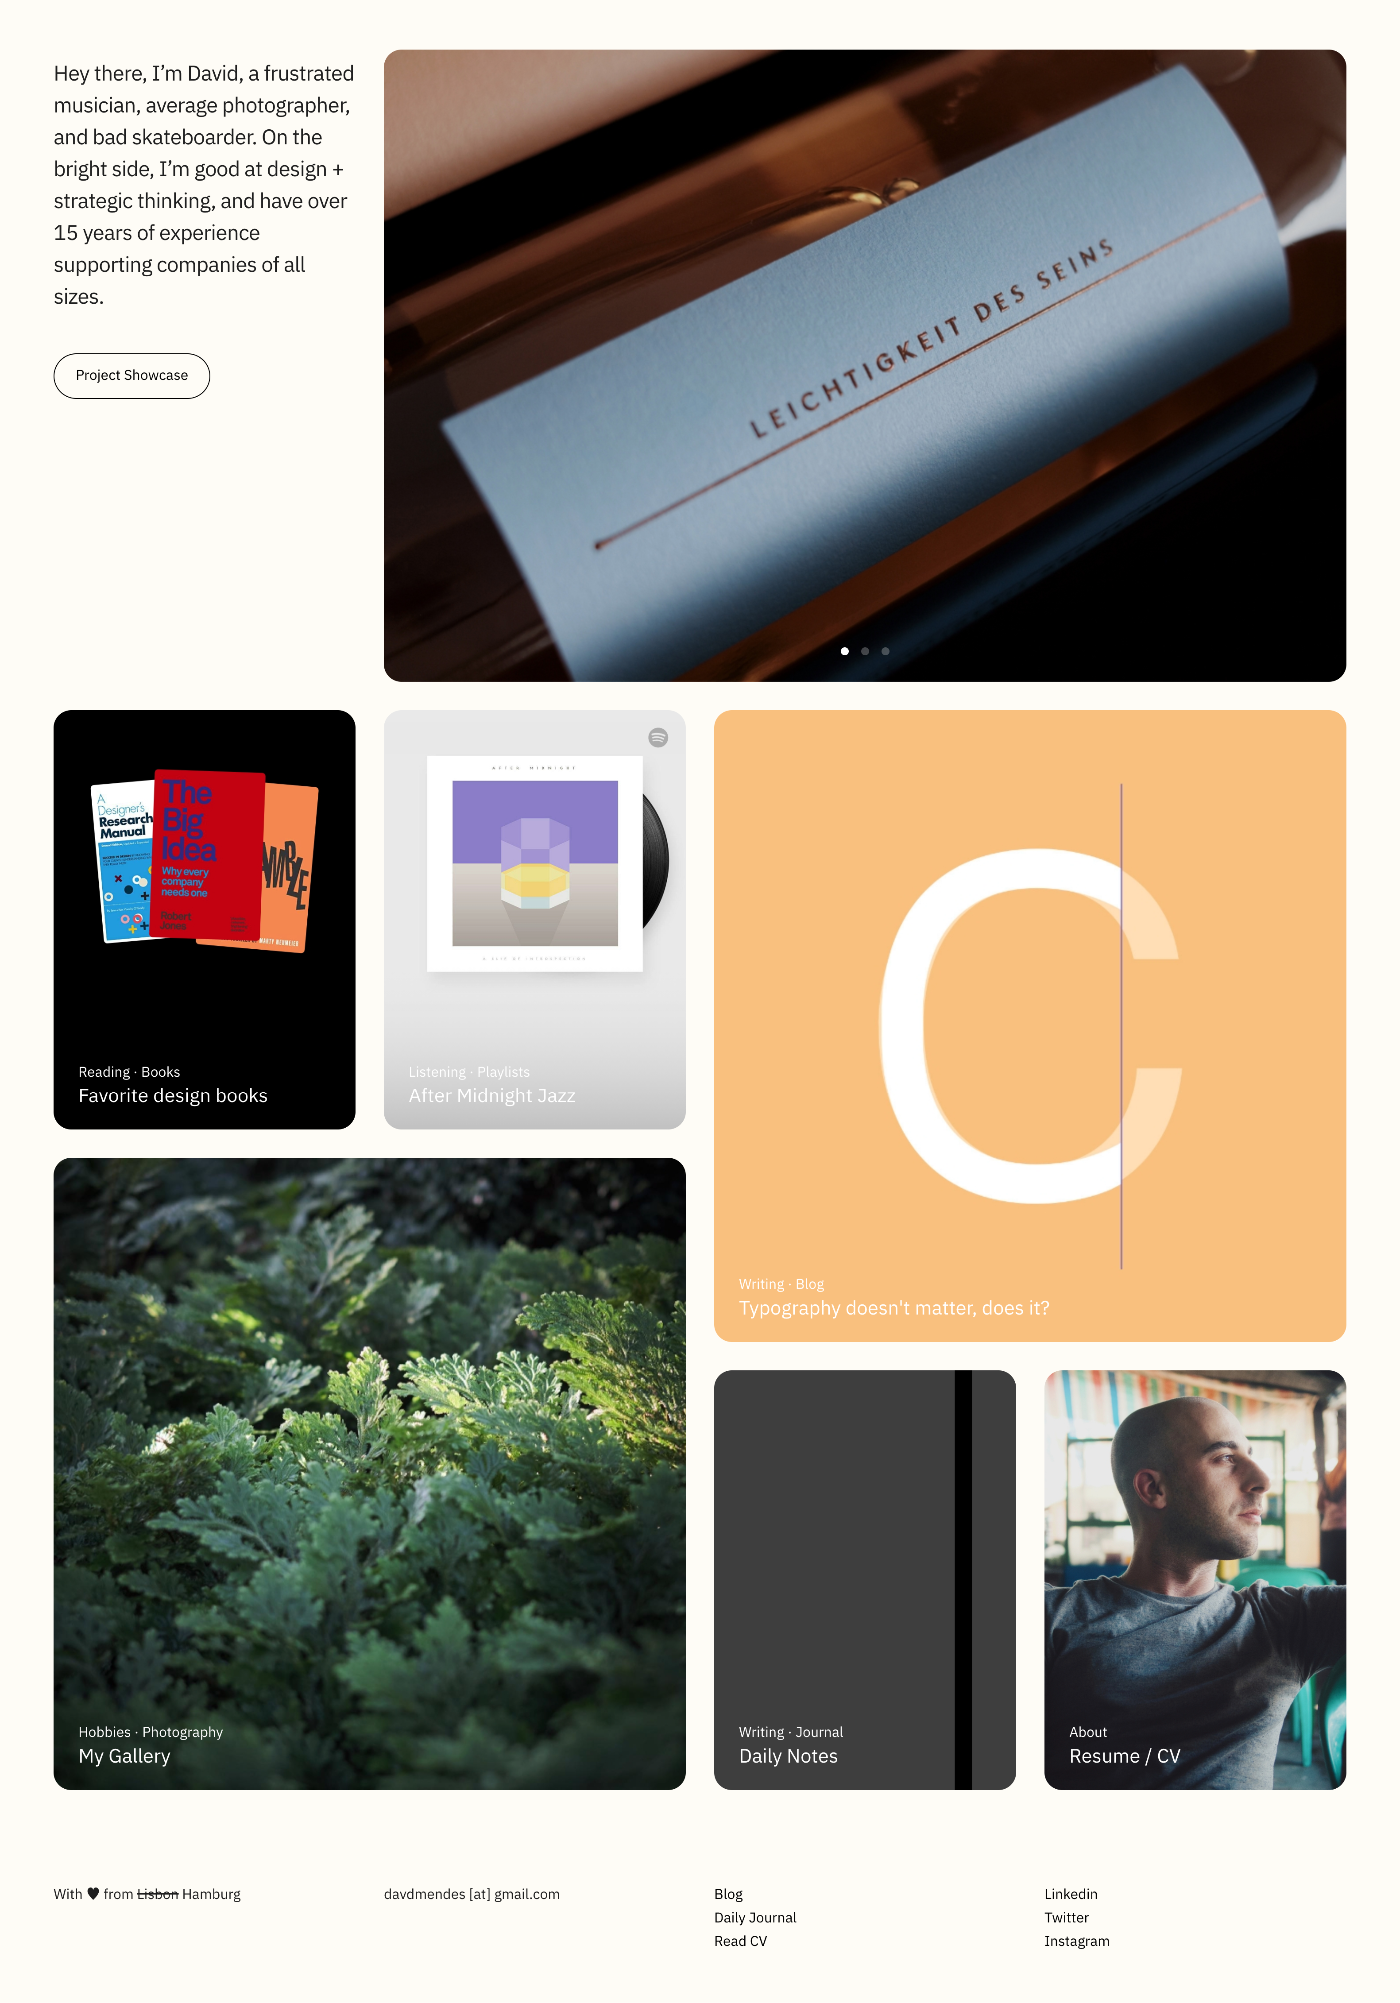 Hey there, I’m David, a frustrated
musician, average photographer,
and bad skateboarder. On the
bright side, I’m good at design +
strategic thinking, and have over
15 years of experience
supporting companies of all
sizes.
Project Showcase
LEICHTIGKEIT DES SEINS
A
Designer's
Research
Manual
The
Big
Idea
Why every
company
needs one
Robert
Jones
MARTY NEUMEIER
Reading · Books
Favorite design books
AFTER MIDNIGHT
A SLIP OF INTROSPECTION
Listening · Playlists
After Midnight Jazz
C
Writing · Blog
Typography doesn't matter, does it?
Hobbies · Photography
My Gallery
Writing · Journal
Daily Notes
About
Resume / CV
With ♥ from Lisbon Hamburg
davdmendes [at] gmail.com
Blog
Daily Journal
Read CV
Linkedin
Twitter
Instagram